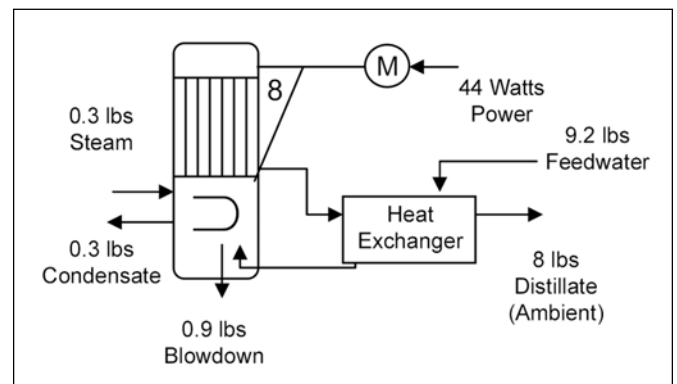 M
8
44 Watts
Power
0.3 lbs
Steam
9.2 lbs
Feedwater
Heat
Exchanger
0.3 lbs
Condensate
8 lbs
Distillate
(Ambient)
0.9 lbs
Blowdown